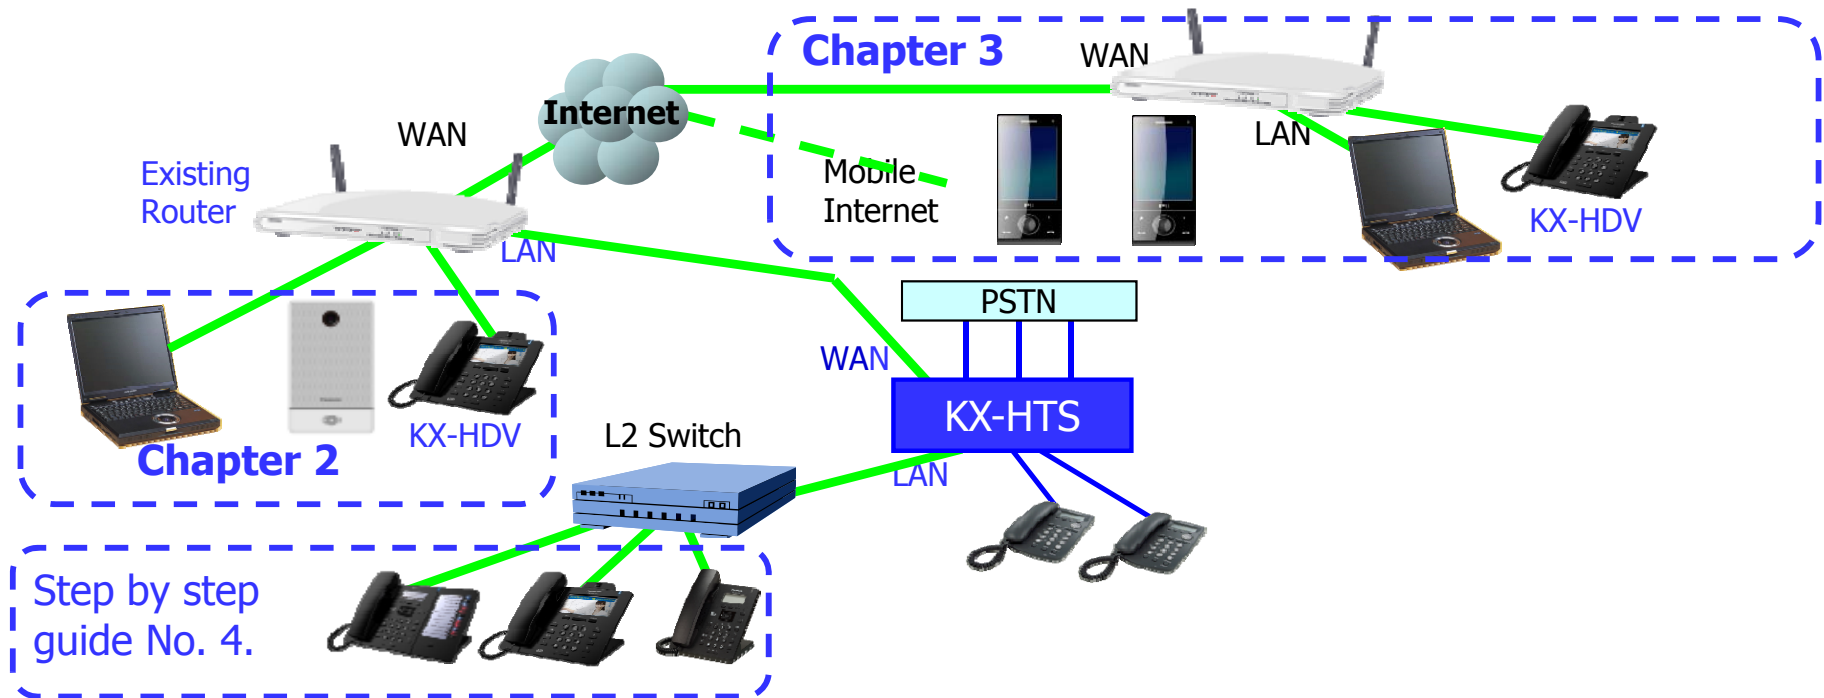 Chapter 3
WAN
Internet
WAN
LAN
Existing
Router
Mobile
Internet
KX-HDV
LAN
PSTN
WAN
KX-HTS
KX-HDV
L2 Switch
Chapter 2
LAN
Step by step
guide No. 4.